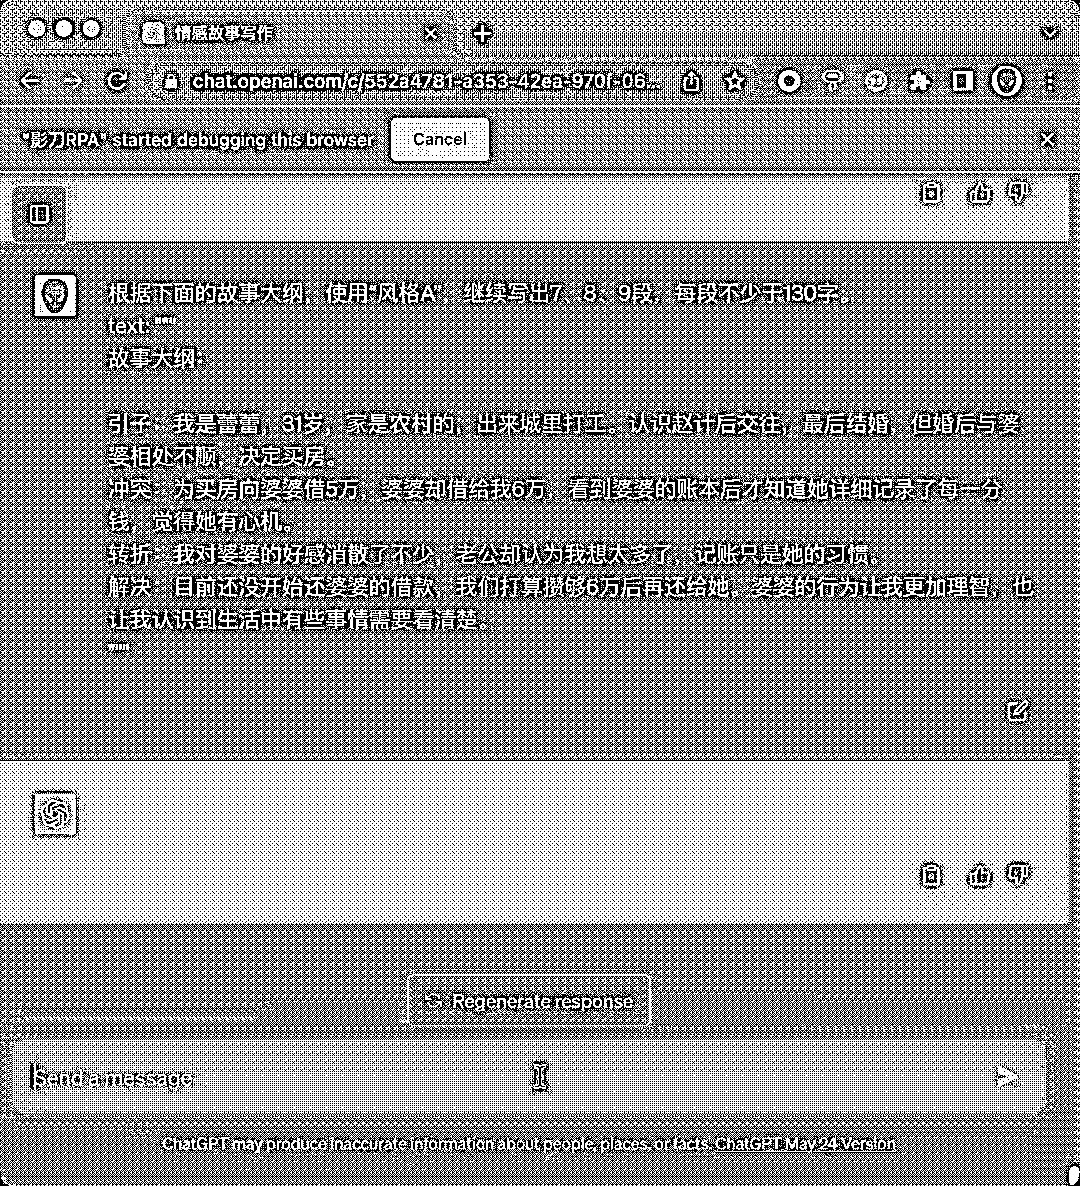 情感故事写作
chat.openai.com/c/552a4781-a353-42ea-970f-06...
"影刀RPA" started debugging this browser
Cancel
根据下面的故事大纲，使用“风格A”，继续写出7、8、9段，每段不少于130字。
text:"""
故事大纲：
引子：我是蕾蕾，31岁，家是农村的，出来城里打工，认识赵计后交往，最后结婚，但婚后与婆
婆相处不顺，决定买房。
冲突：为买房向婆婆借5万，婆婆却借给我6万，看到婆婆的账本后才知道她详细记录了每一分
钱，觉得她有心机。
转折：我对婆婆的好感消散了不少，老公却认为我想太多了，记账只是她的习惯。
解决：目前还没开始还婆婆的借款，我们打算攒够6万后再还给她。婆婆的行为让我更加理智，也
让我认识到生活中有些事情需要看清楚。
"""
Regenerate response
Send a message
ChatGPT may produce inaccurate information about people, places, or facts. ChatGPT May 24 Version